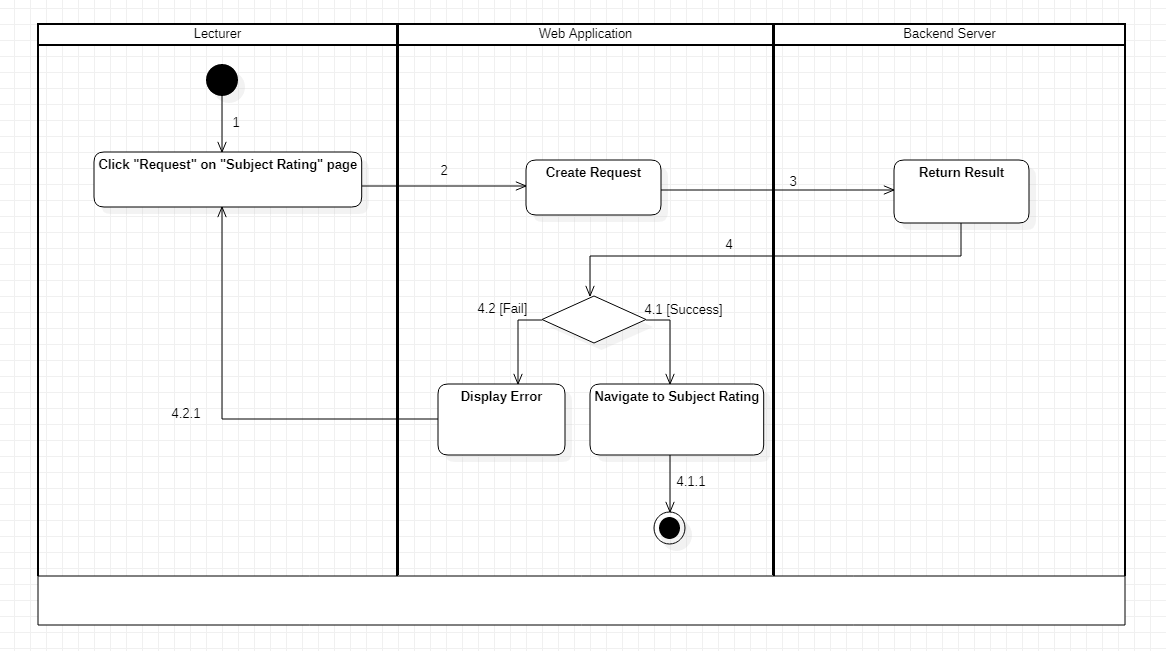 Lecturer
Web Application
Backend Server
1
Click "Request" on "Subject Rating" page
2
Create Request
3
Return Result
4
4.2 [Fail]
4.1 [Success]
Display Error
Navigate to Subject Rating
4.2.1
4.1.1